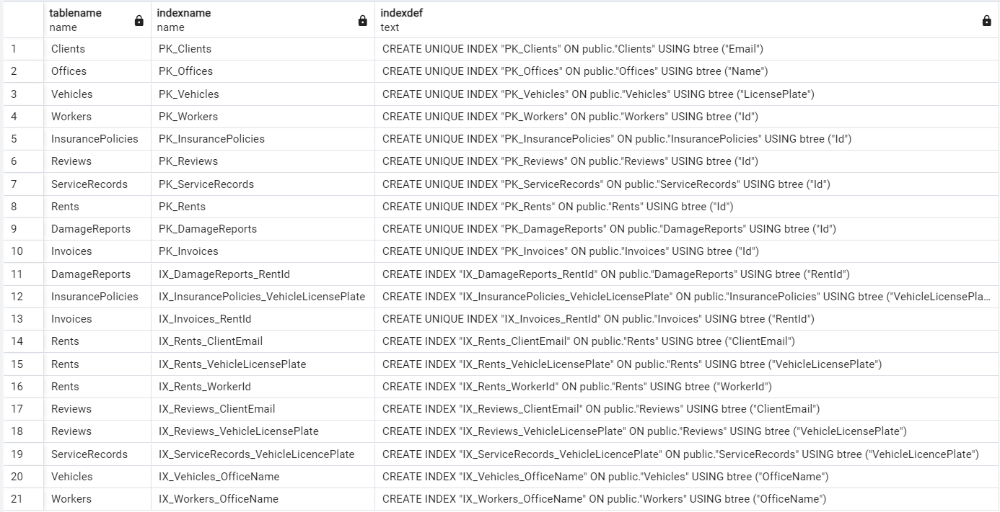 tablename indexname indexdef
name name text
1 Clients PK_Clients CREATE UNIQUE INDEX "PK_Clients" ON public."Clients" USING btree ("Email")
2 Offices PK_Offices CREATE UNIQUE INDEX "PK_Offices" ON public."Offices" USING btree ("Name")
3 Vehicles PK_Vehicles CREATE UNIQUE INDEX "PK_Vehicles" ON public."Vehicles" USING btree ("LicensePlate")
4 Workers PK_Workers CREATE UNIQUE INDEX "PK_Workers" ON public."Workers" USING btree ("Id")
5 InsurancePolicies PK_InsurancePolicies CREATE UNIQUE INDEX "PK_InsurancePolicies" ON public."InsurancePolicies" USING btree ("Id")
6 Reviews PK_Reviews CREATE UNIQUE INDEX "PK_Reviews" ON public."Reviews" USING btree ("Id")
7 ServiceRecords PK_ServiceRecords CREATE UNIQUE INDEX "PK_ServiceRecords" ON public."ServiceRecords" USING btree ("Id")
8 Rents PK_Rents CREATE UNIQUE INDEX "PK_Rents" ON public."Rents" USING btree ("Id")
9 DamageReports PK_DamageReports CREATE UNIQUE INDEX "PK_DamageReports" ON public."DamageReports" USING btree ("Id")
10 Invoices PK_Invoices CREATE UNIQUE INDEX "PK_Invoices" ON public."Invoices" USING btree ("Id")
11 DamageReports IX_DamageReports_RentId CREATE INDEX "IX_DamageReports_RentId" ON public."DamageReports" USING btree ("RentId")
12 InsurancePolicies IX_InsurancePolicies_VehicleLicensePlate CREATE INDEX "IX_InsurancePolicies_VehicleLicensePlate" ON public."InsurancePolicies" USING btree ("VehicleLicensePla...
13 Invoices IX_Invoices_RentId CREATE UNIQUE INDEX "IX_Invoices_RentId" ON public."Invoices" USING btree ("RentId")
14 Rents IX_Rents_ClientEmail CREATE INDEX "IX_Rents_ClientEmail" ON public."Rents" USING btree ("ClientEmail")
15 Rents IX_Rents_VehicleLicensePlate CREATE INDEX "IX_Rents_VehicleLicensePlate" ON public."Rents" USING btree ("VehicleLicensePlate")
16 Rents IX_Rents_WorkerId CREATE INDEX "IX_Rents_WorkerId" ON public."Rents" USING btree ("WorkerId")
17 Reviews IX_Reviews_ClientEmail CREATE INDEX "IX_Reviews_ClientEmail" ON public."Reviews" USING btree ("ClientEmail")
18 Reviews IX_Reviews_VehicleLicensePlate CREATE INDEX "IX_Reviews_VehicleLicensePlate" ON public."Reviews" USING btree ("VehicleLicensePlate")
19 ServiceRecords IX_ServiceRecords_VehicleLicencePlate CREATE INDEX "IX_ServiceRecords_VehicleLicencePlate" ON public."ServiceRecords" USING btree ("VehicleLicencePlate")
20 Vehicles IX_Vehicles_OfficeName CREATE INDEX "IX_Vehicles_OfficeName" ON public."Vehicles" USING btree ("OfficeName")
21 Workers IX_Workers_OfficeName CREATE INDEX "IX_Workers_OfficeName" ON public."Workers" USING btree ("OfficeName")